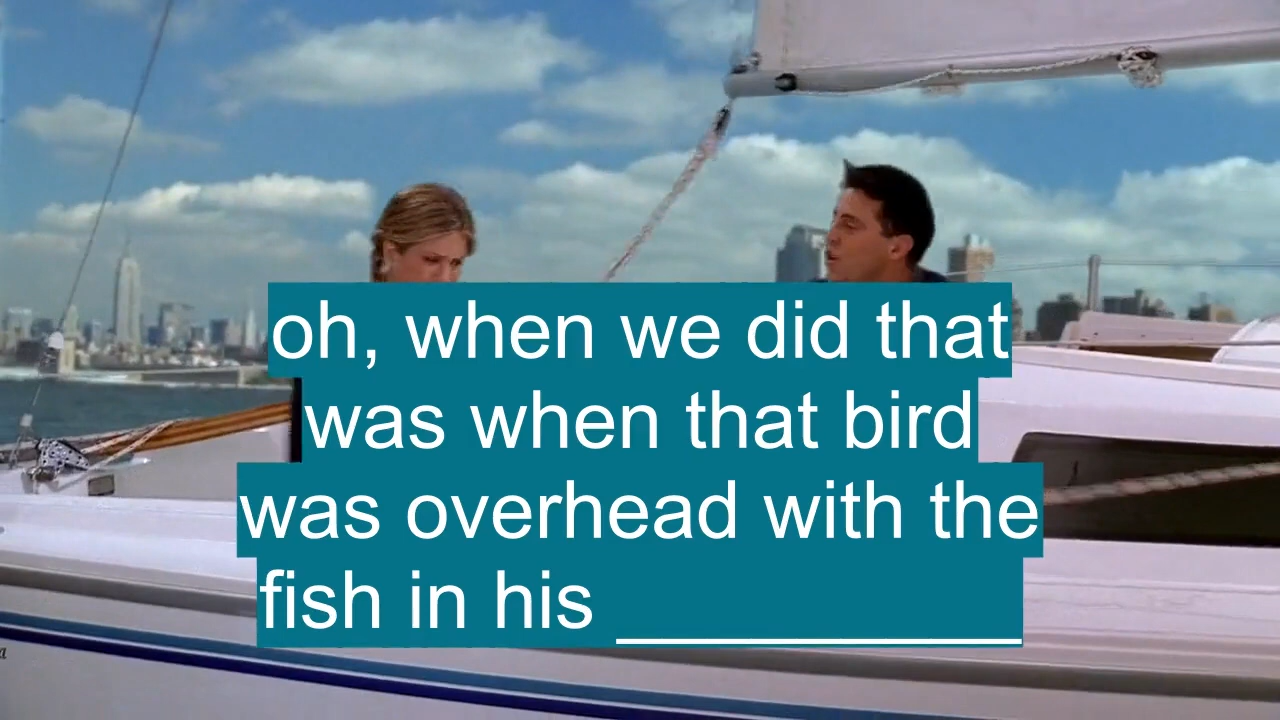 oh, when we did that
was when that bird
was overhead with the
fish in his ___________
a